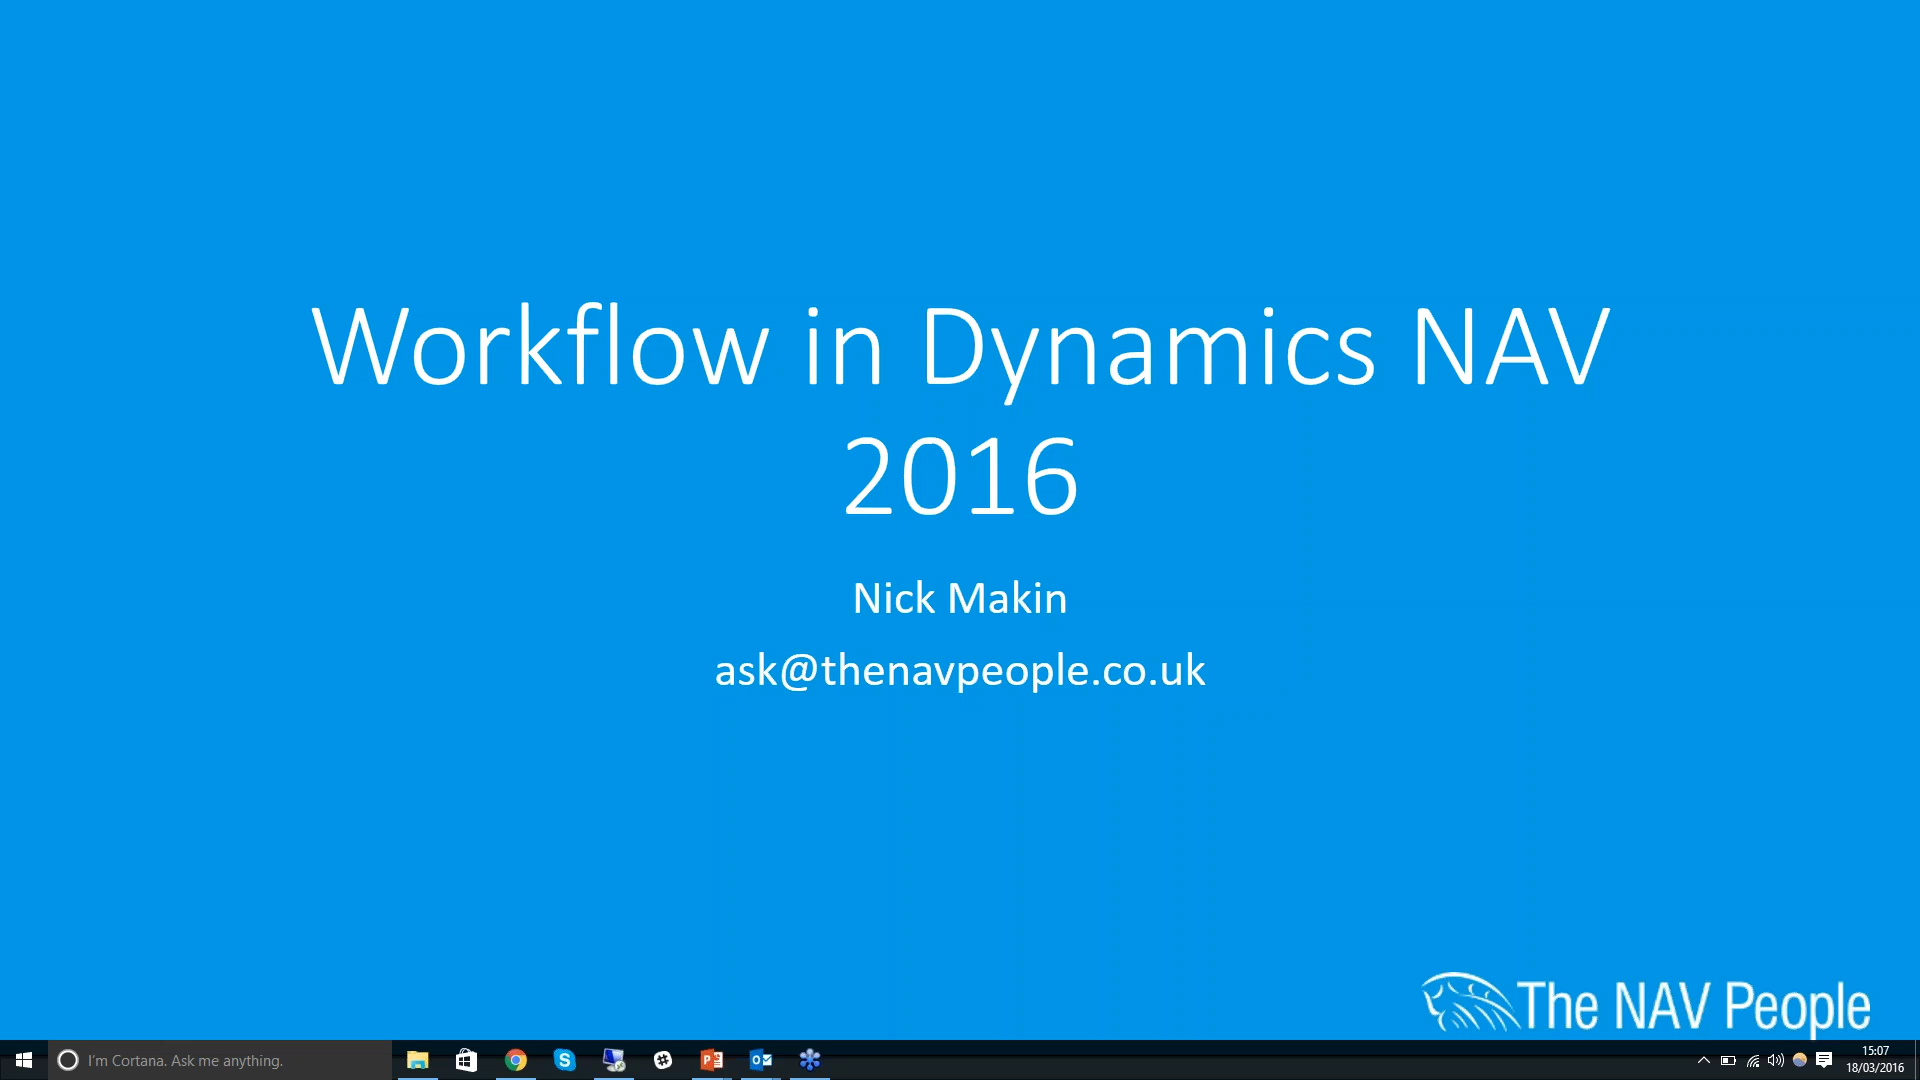 Workflow in Dynamics NAV
2016
Nick Makin
ask@thenavpeople.co.uk
The NAV People
I'm Cortana. Ask me anything.
15:07
18/03/2016